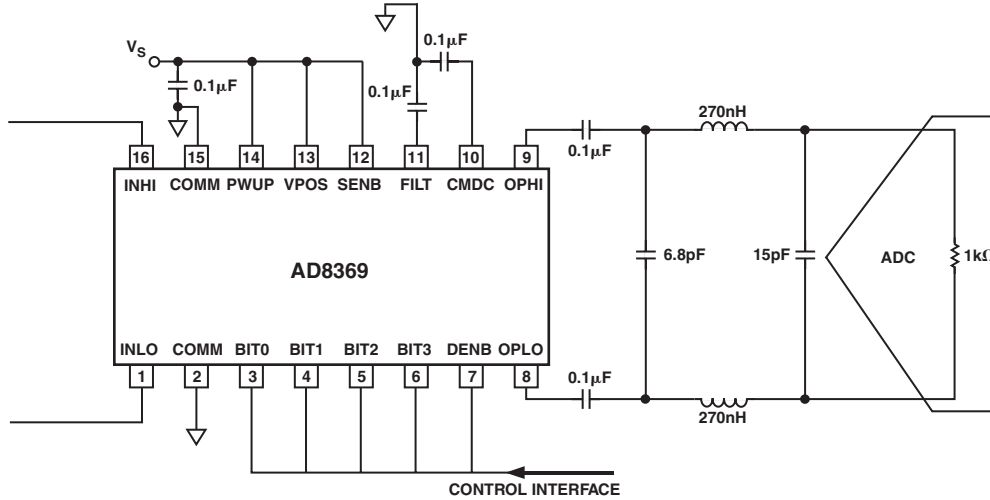 V_S
0.1µF
0.1µF
0.1µF
16 15 14 13 12 11 10 9
INHI COMM PWUP VPOS SENB FILT CMDC OPHI
AD8369
INLO COMM BIT0 BIT1 BIT2 BIT3 DENB OPLO
1 2 3 4 5 6 7 8
CONTROL INTERFACE
0.1µF
270nH
6.8pF
15pF
ADC
1kΩ
0.1µF
270nH